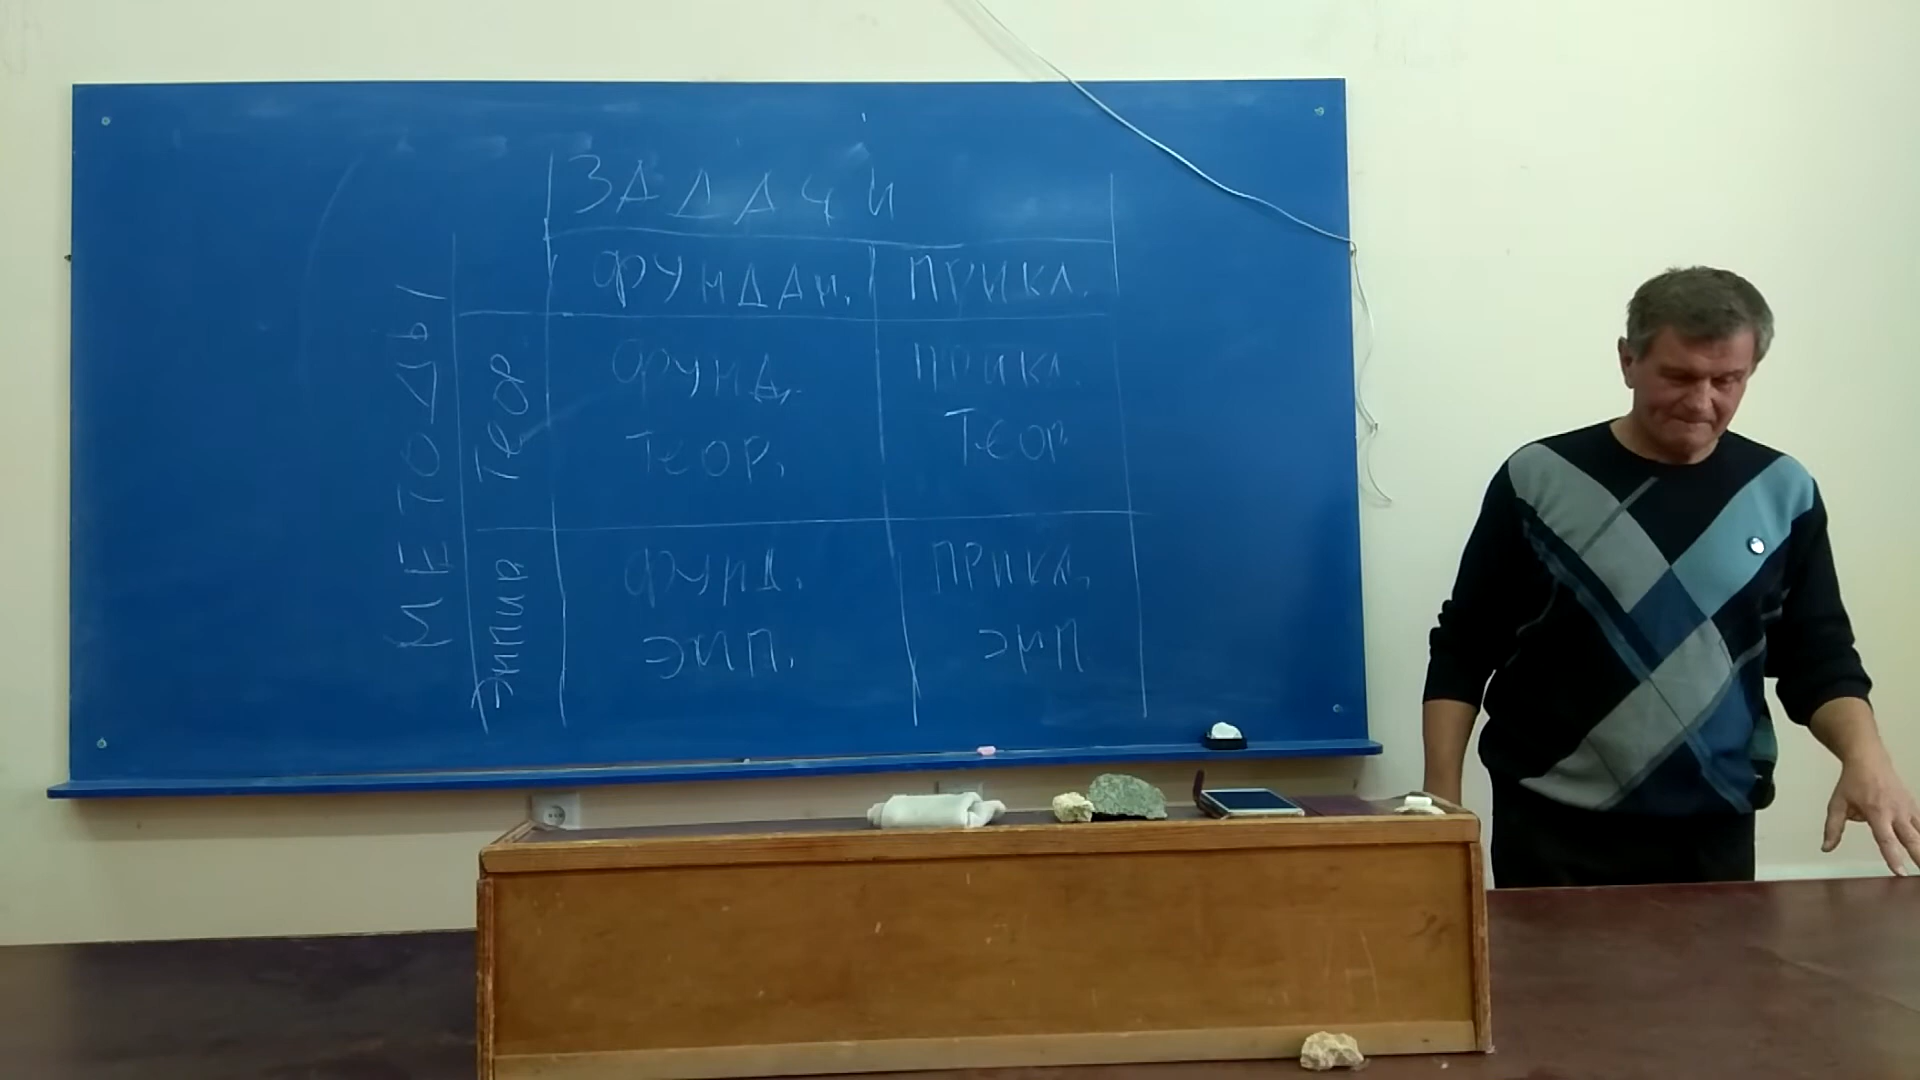 ЗАДАЧИ
ФУНДАМ. ПРИКЛ.
МЕТОДЫ
ТЕОР
ФУНД. ПРИКЛ.
ТЕОР. ТЕОР
ЭМПИР
ФУНД. ПРИКЛ.
ЭМП. ЭМП